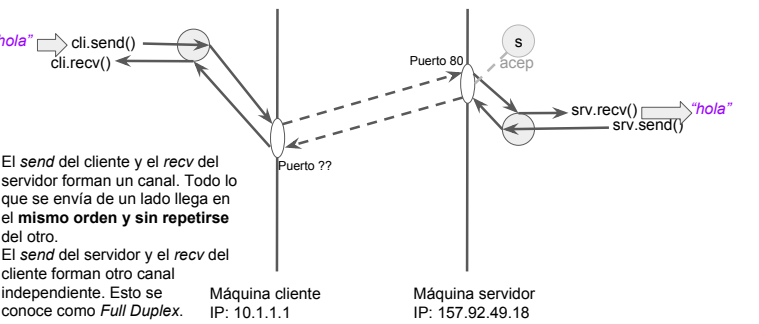 hola”
cli.send()
cli.recv()
Puerto 80
s
acep
srv.recv()
“hola”
srv.send()
Puerto ??
El send del cliente y el recv del
servidor forman un canal. Todo lo
que se envía de un lado llega en
el mismo orden y sin repetirse
del otro.
El send del servidor y el recv del
cliente forman otro canal
independiente. Esto se
conoce como Full Duplex.
Máquina cliente
IP: 10.1.1.1
Máquina servidor
IP: 157.92.49.18